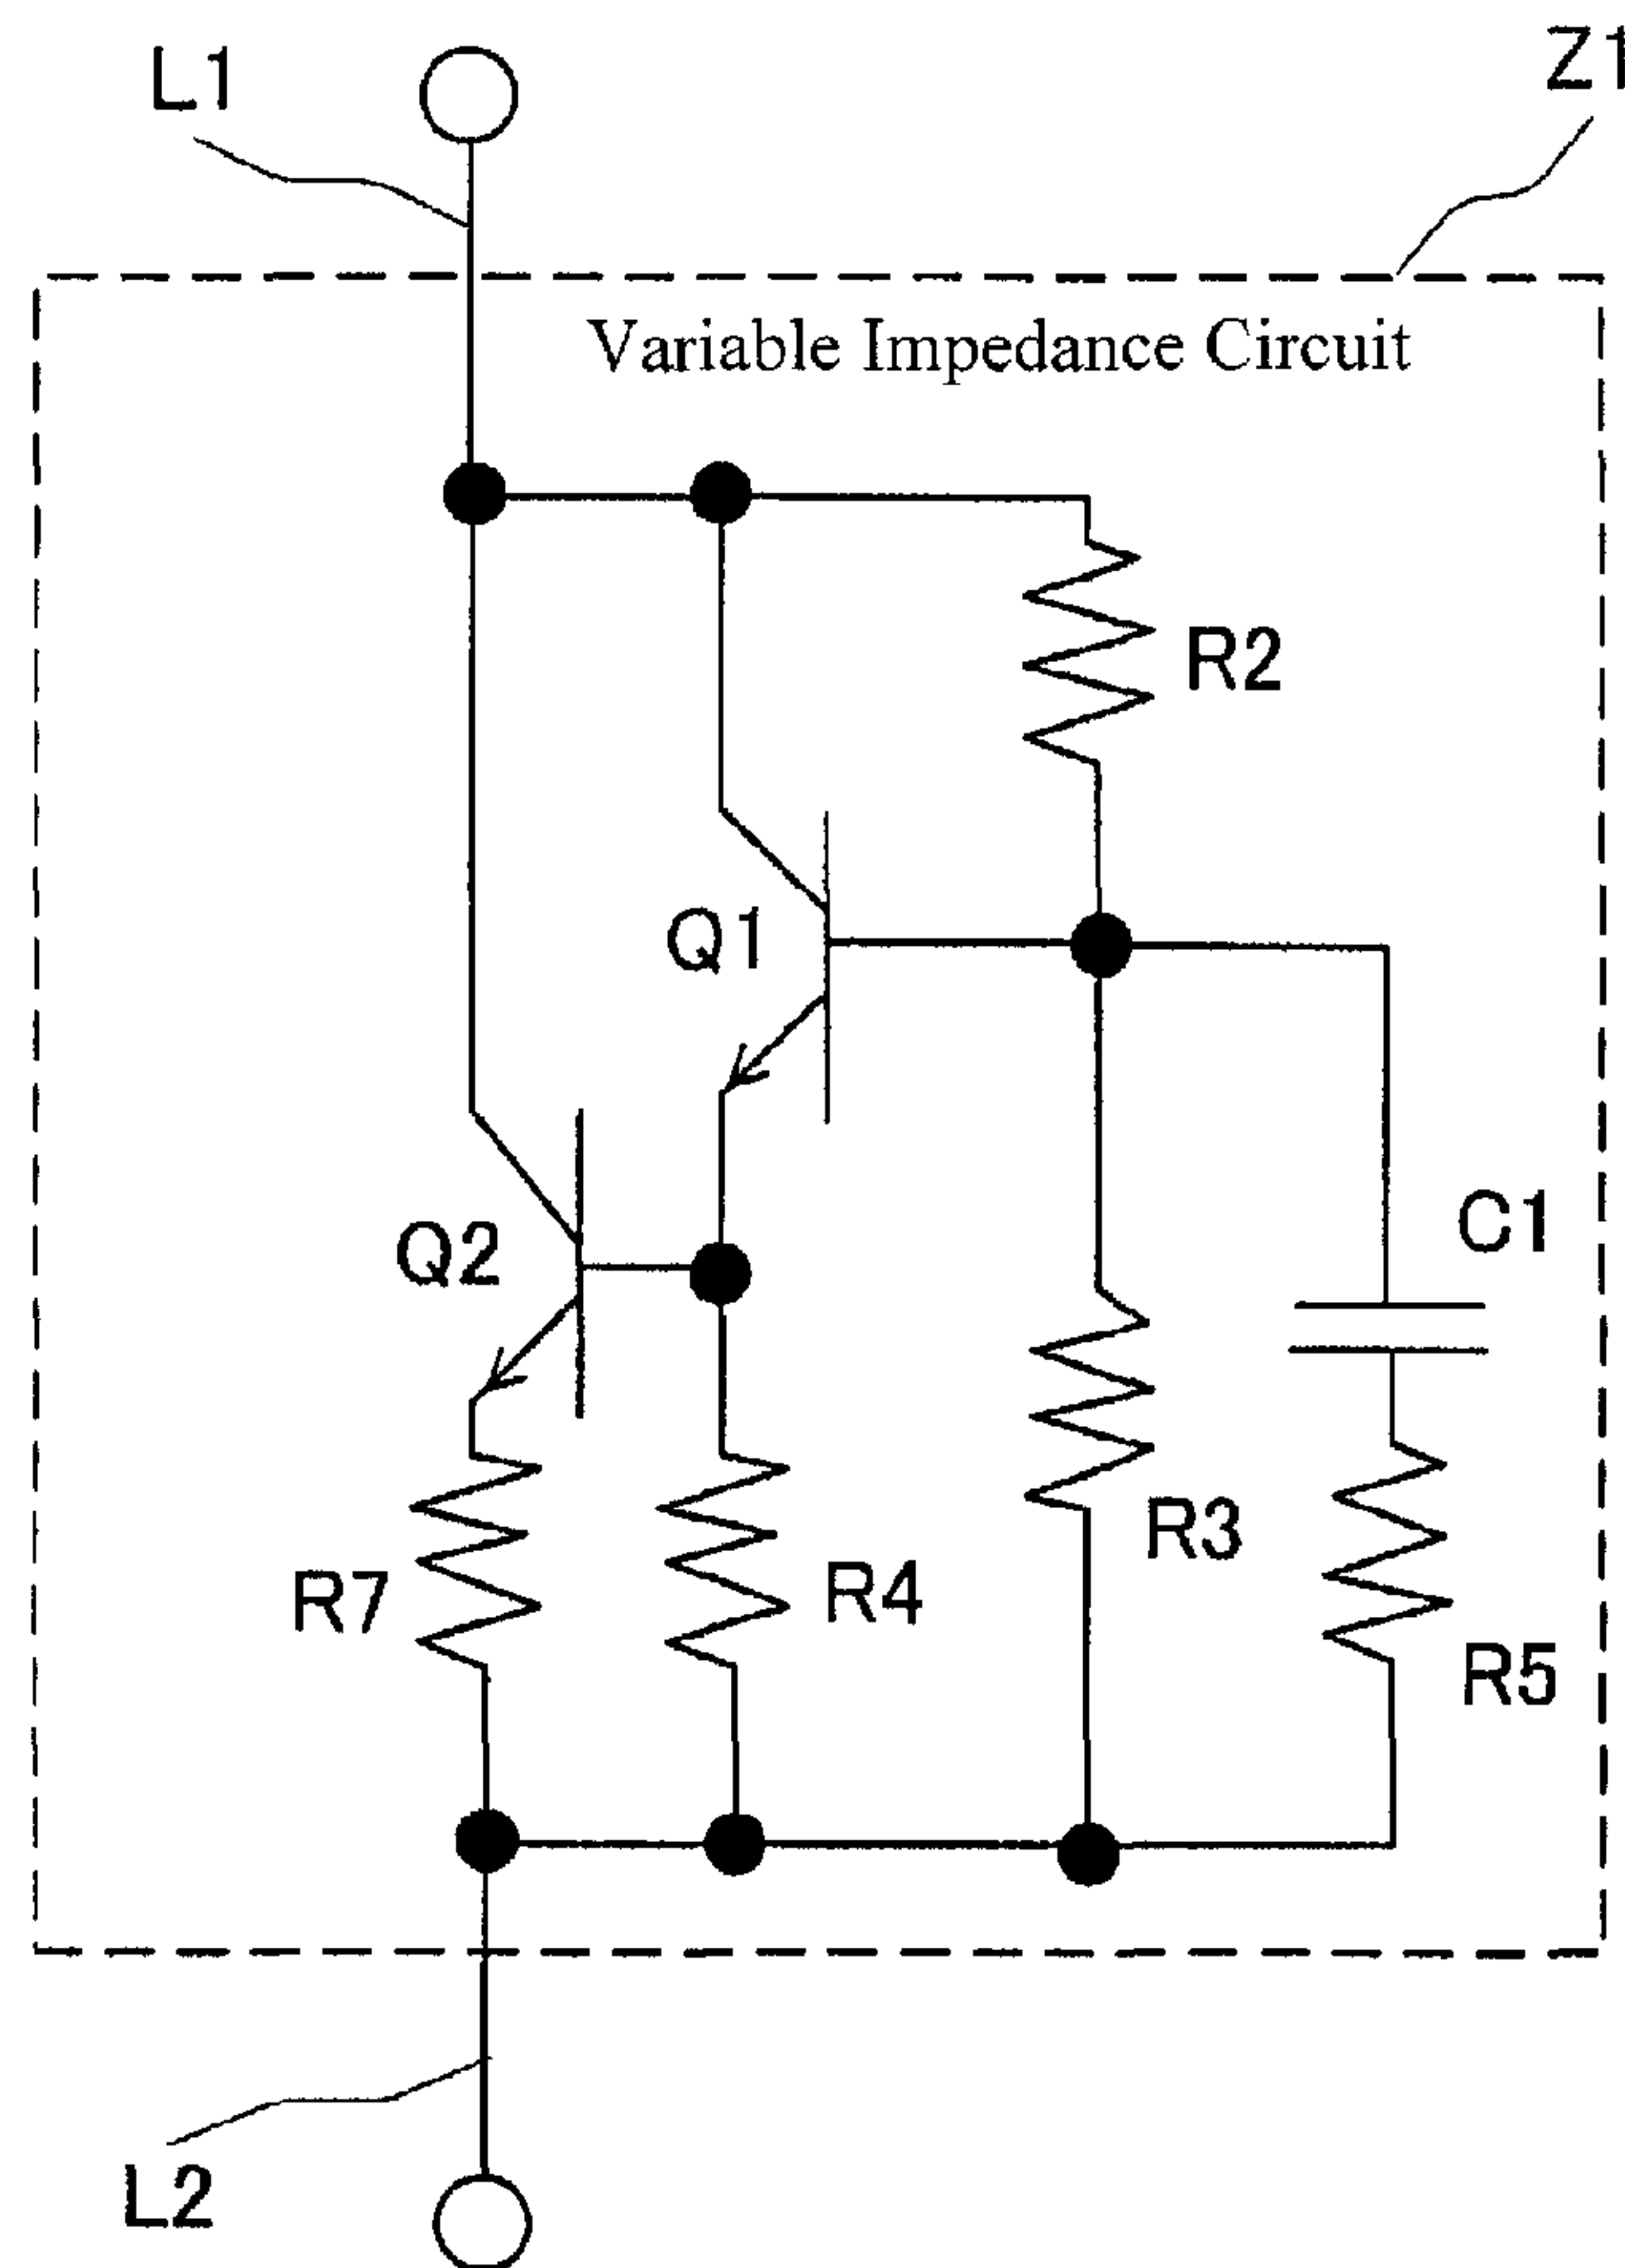 L1
Z1
Variable Impedance Circuit
R2
Q1
Q2
C1
R3
R7
R4
R5
L2